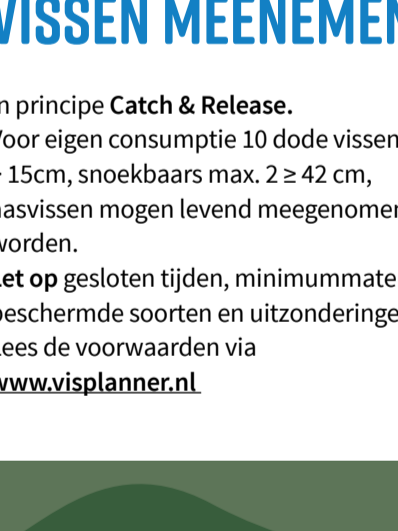 VISSEN MEENEMEN
n principe Catch & Release.
Voor eigen consumptie 10 dode vissen
15cm, snoekbaars max. 2 ≥ 42 cm,
aasvissen mogen levend meegenomen
worden.
Let op gesloten tijden, minimummate
beschermde soorten en uitzonderinge
Lees de voorwaarden via
www.visplanner.nl